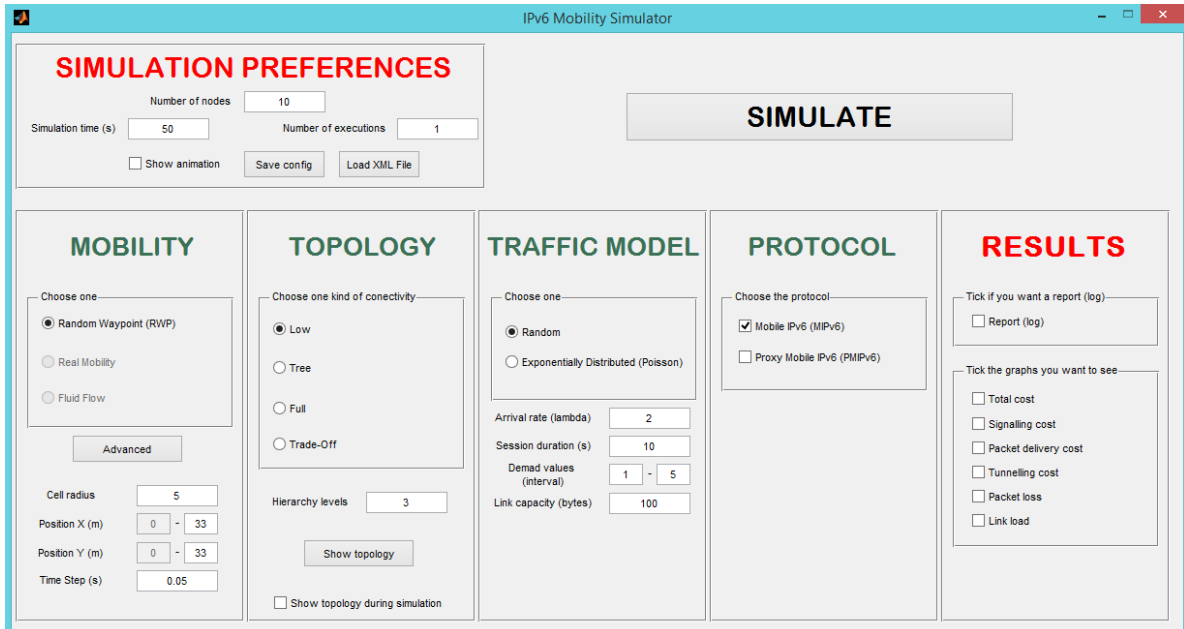 IPv6 Mobility Simulator
SIMULATION PREFERENCES
Number of nodes 10
Simulation time (s) 50 Number of executions 1
Show animation Save config Load XML File
SIMULATE
MOBILITY
Choose one
Random Waypoint (RWP)
Real Mobility
Fluid Flow
Advanced
Cell radius 5
Position X (m) 0 - 33
Position Y (m) 0 - 33
Time Step (s) 0.05
TOPOLOGY
Choose one kind of conectivity
Low
Tree
Full
Trade-Off
Hierarchy levels 3
Show topology
Show topology during simulation
TRAFFIC MODEL
Choose one
Random
Exponentially Distributed (Poisson)
Arrival rate (lambda) 2
Session duration (s) 10
Demad values
(interval) 1 - 5
Link capacity (bytes) 100
PROTOCOL
Choose the protocol
Mobile IPv6 (MIPv6)
Proxy Mobile IPv6 (PMIPv6)
RESULTS
Tick if you want a report (log)
Report (log)
Tick the graphs you want to see
Total cost
Signalling cost
Packet delivery cost
Tunnelling cost
Packet loss
Link load